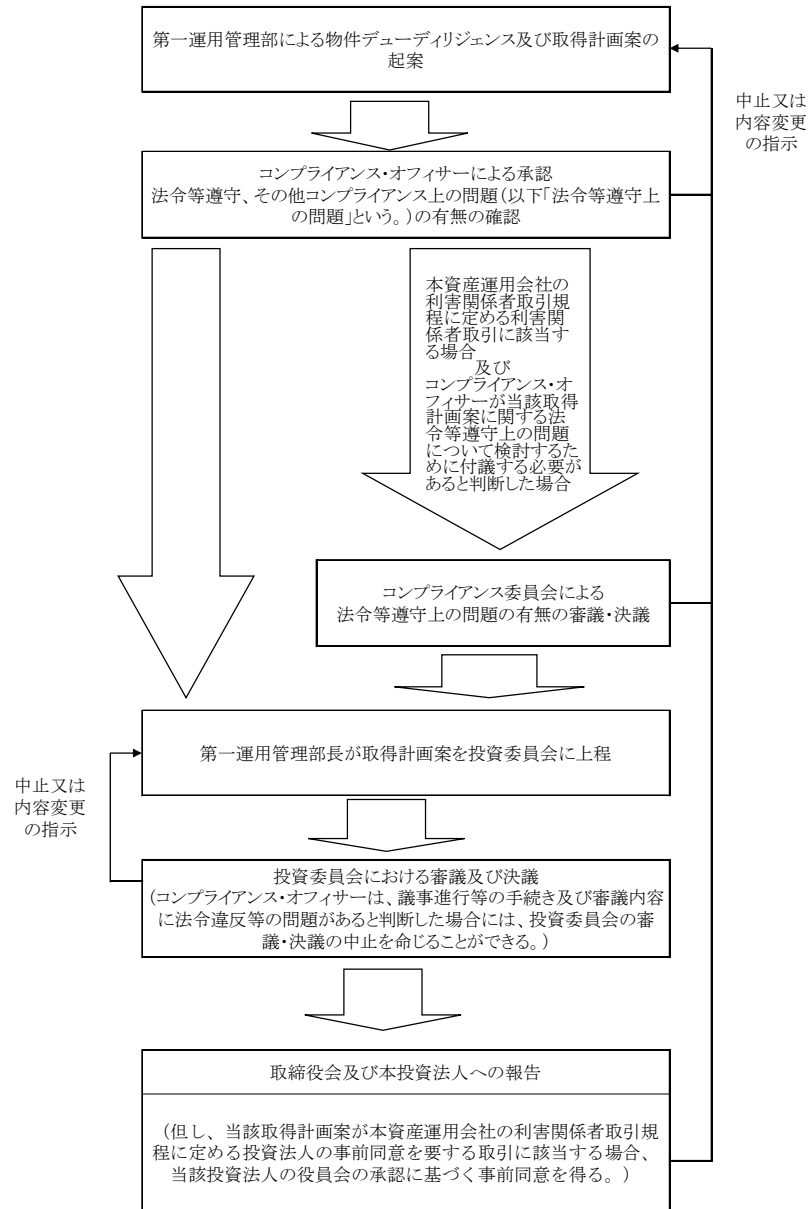 第一運用管理部による物件デューディリジェンス及び取得計画案の
起案
中止又は
内容変更
の指示
コンプライアンス・オフィサーによる承認
法令等遵守、その他コンプライアンス上の問題(以下「法令等遵守上
の問題」という。)の有無の確認
本資産運用会社の
利害関係者取引規
程に定める利害関
係者取引に該当す
る場合
及び
コンプライアンス・オ
フィサーが当該取得
計画案に関する法
令等遵守上の問題
について検討するた
めに付議する必要が
あると判断した場合
コンプライアンス委員会による
法令等遵守上の問題の有無の審議・決議
第一運用管理部長が取得計画案を投資委員会に上程
中止又は
内容変更
の指示
投資委員会における審議及び決議
(コンプライアンス・オフィサーは、議事進行等の手続き及び審議内容
に法令違反等の問題があると判断した場合には、投資委員会の審
議・決議の中止を命じることができる。)
取締役会及び本投資法人への報告
(但し、当該取得計画案が本資産運用会社の利害関係者取引規
程に定める投資法人の事前同意を要する取引に該当する場合、
当該投資法人の役員会の承認に基づく事前同意を得る。)